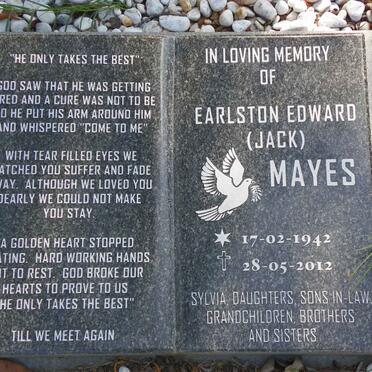 "HE ONLY TAKES THE BEST"
GOD SAW THAT HE WAS GETTING
AND A CURE WAS NOT TO BE
HE PUT HIS ARM AROUND HIM
AND WHISPERED "COME TO ME"
WITH TEAR FILLED EYES WE
WATCHED YOU SUFFER AND FADE
ALTHOUGH WE LOVED YOU
DEARLY WE COULD NOT MAKE
YOU STAY
A GOLDEN HEART STOPPED
HARD WORKING HANDS
TO REST. GOD BROKE OUR
HEARTS TO PROVE TO US
HE ONLY TAKES THE BEST"
TILL WE MEET AGAIN
IN LOVING MEMORY
OF
EARLSTON EDWARD
(JACK)
MAYES
17-02-1942
28-05-2012
SYLVIA, DAUGHTERS, SONS-IN-LAW,
GRANDCHILDREN, BROTHERS
AND SISTERS